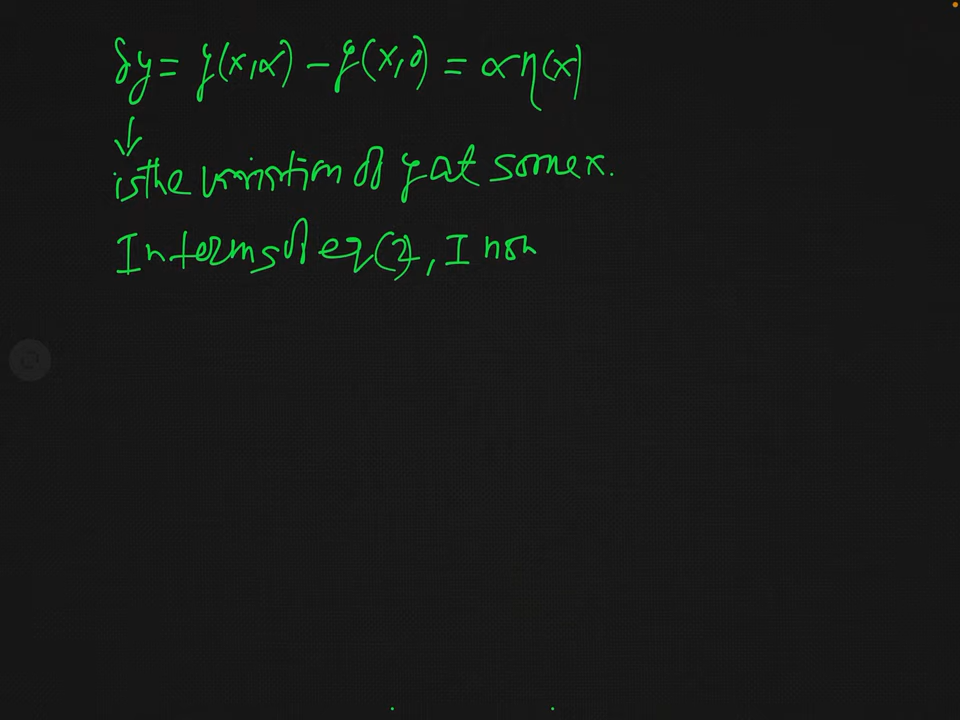 δy = y(x,α) - y(x,0) = αη(x)
↓
is the variation of y at some x.
In terms of eq(2), I now